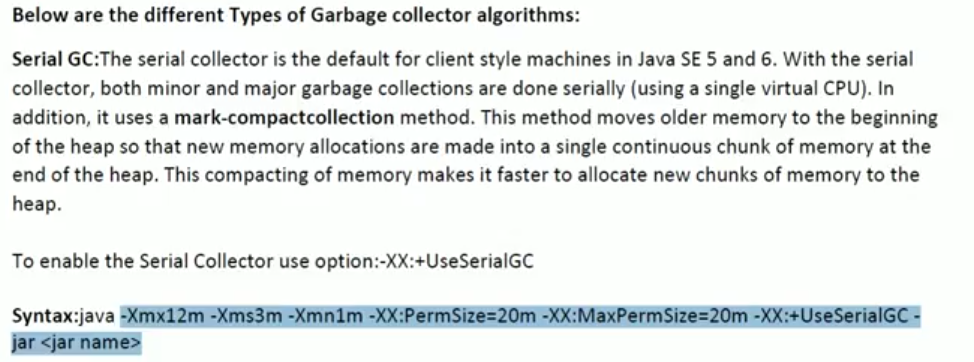 Below are the different Types of Garbage collector algorithms:
Serial GC:The serial collector is the default for client style machines in Java SE 5 and 6. With the serial
collector, both minor and major garbage collections are done serially (using a single virtual CPU). In
addition, it uses a mark-compactcollection method. This method moves older memory to the beginning
of the heap so that new memory allocations are made into a single continuous chunk of memory at the
end of the heap. This compacting of memory makes it faster to allocate new chunks of memory to the
heap.
To enable the Serial Collector use option:-XX:+UseSerialGC
Syntax:java -Xmx12m -Xms3m -Xmn1m -XX:PermSize=20m -XX:MaxPermSize=20m -XX:+UseSerialGC -
jar <jar name>